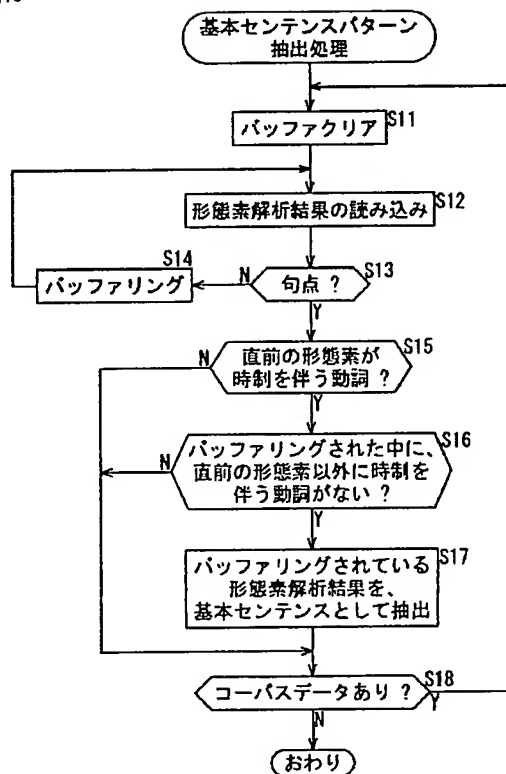 基本センテンスパターン
抽出処理
バッファクリア
S11
形態素解析結果の読み込み
S12
句点 ?
S13
N
Y
バッファリング
S14
直前の形態素が
時制を伴う動詞 ?
S15
N
Y
バッファリングされた中に、
直前の形態素以外に時制を
伴う動詞がない ?
S16
N
Y
バッファリングされている
形態素解析結果を、
基本センテンスとして抽出
S17
コーパスデータあり ?
S18
Y
N
おわり